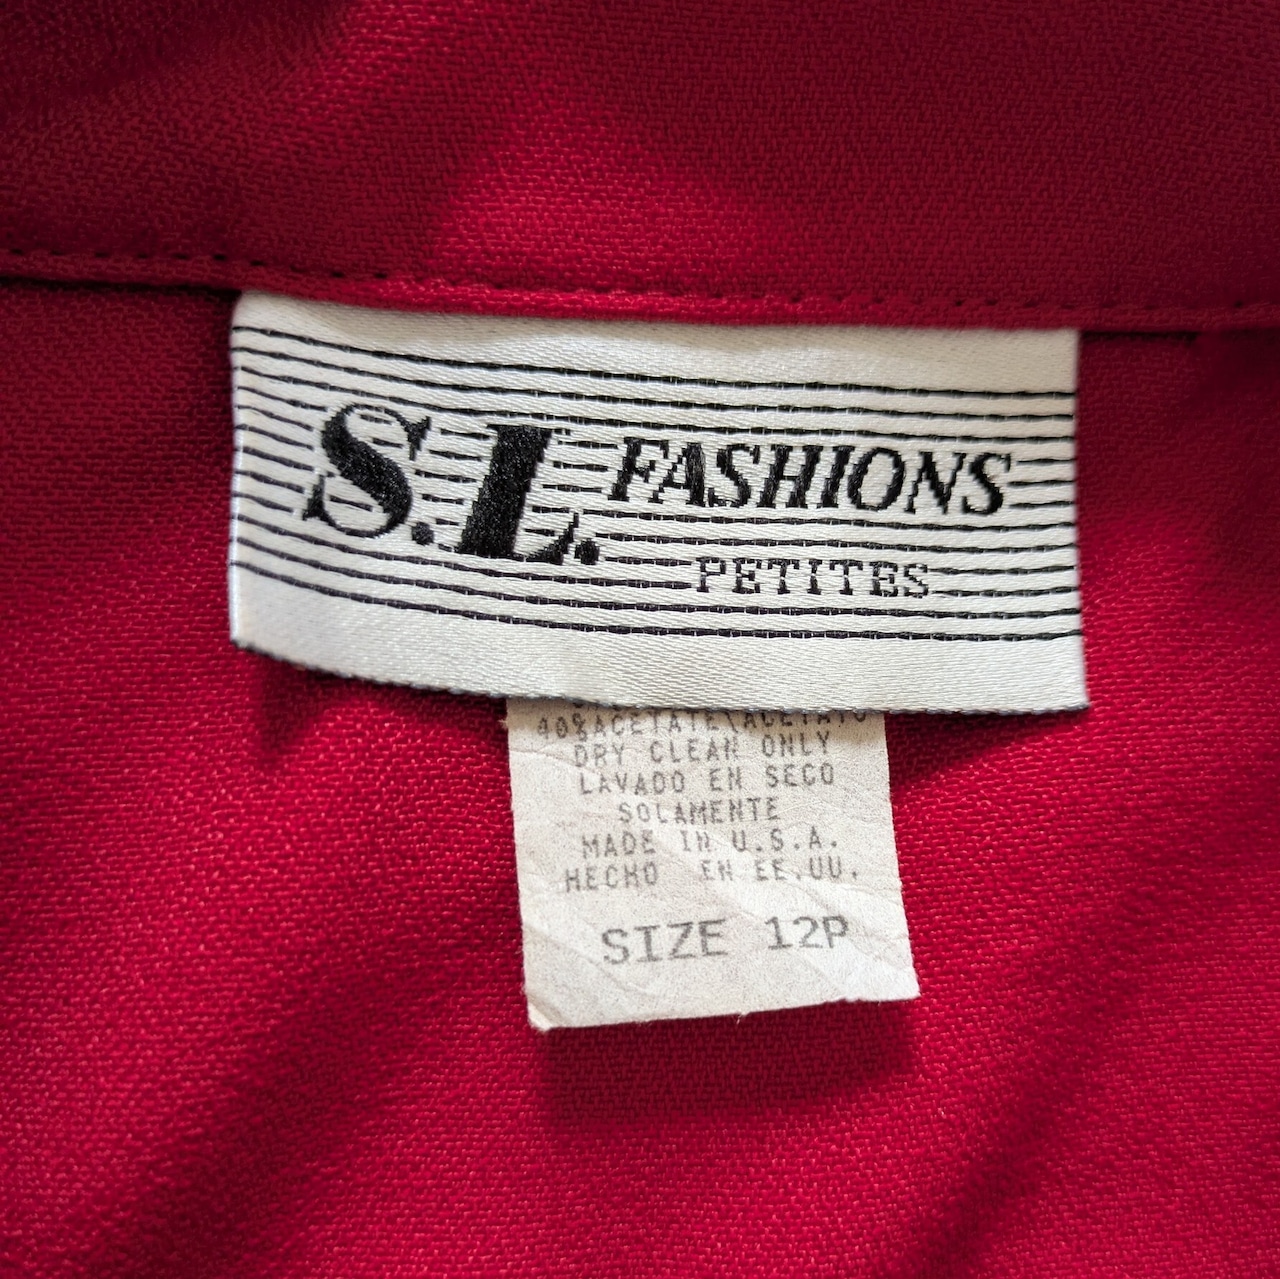 S.L. FASHIONS
PETITES
40%ACETATE\ACETATO
DRY CLEAN ONLY
LAVADO EN SECO
SOLAMENTE
MADE IN U.S.A.
HECHO EN EE.UU.
SIZE 12P